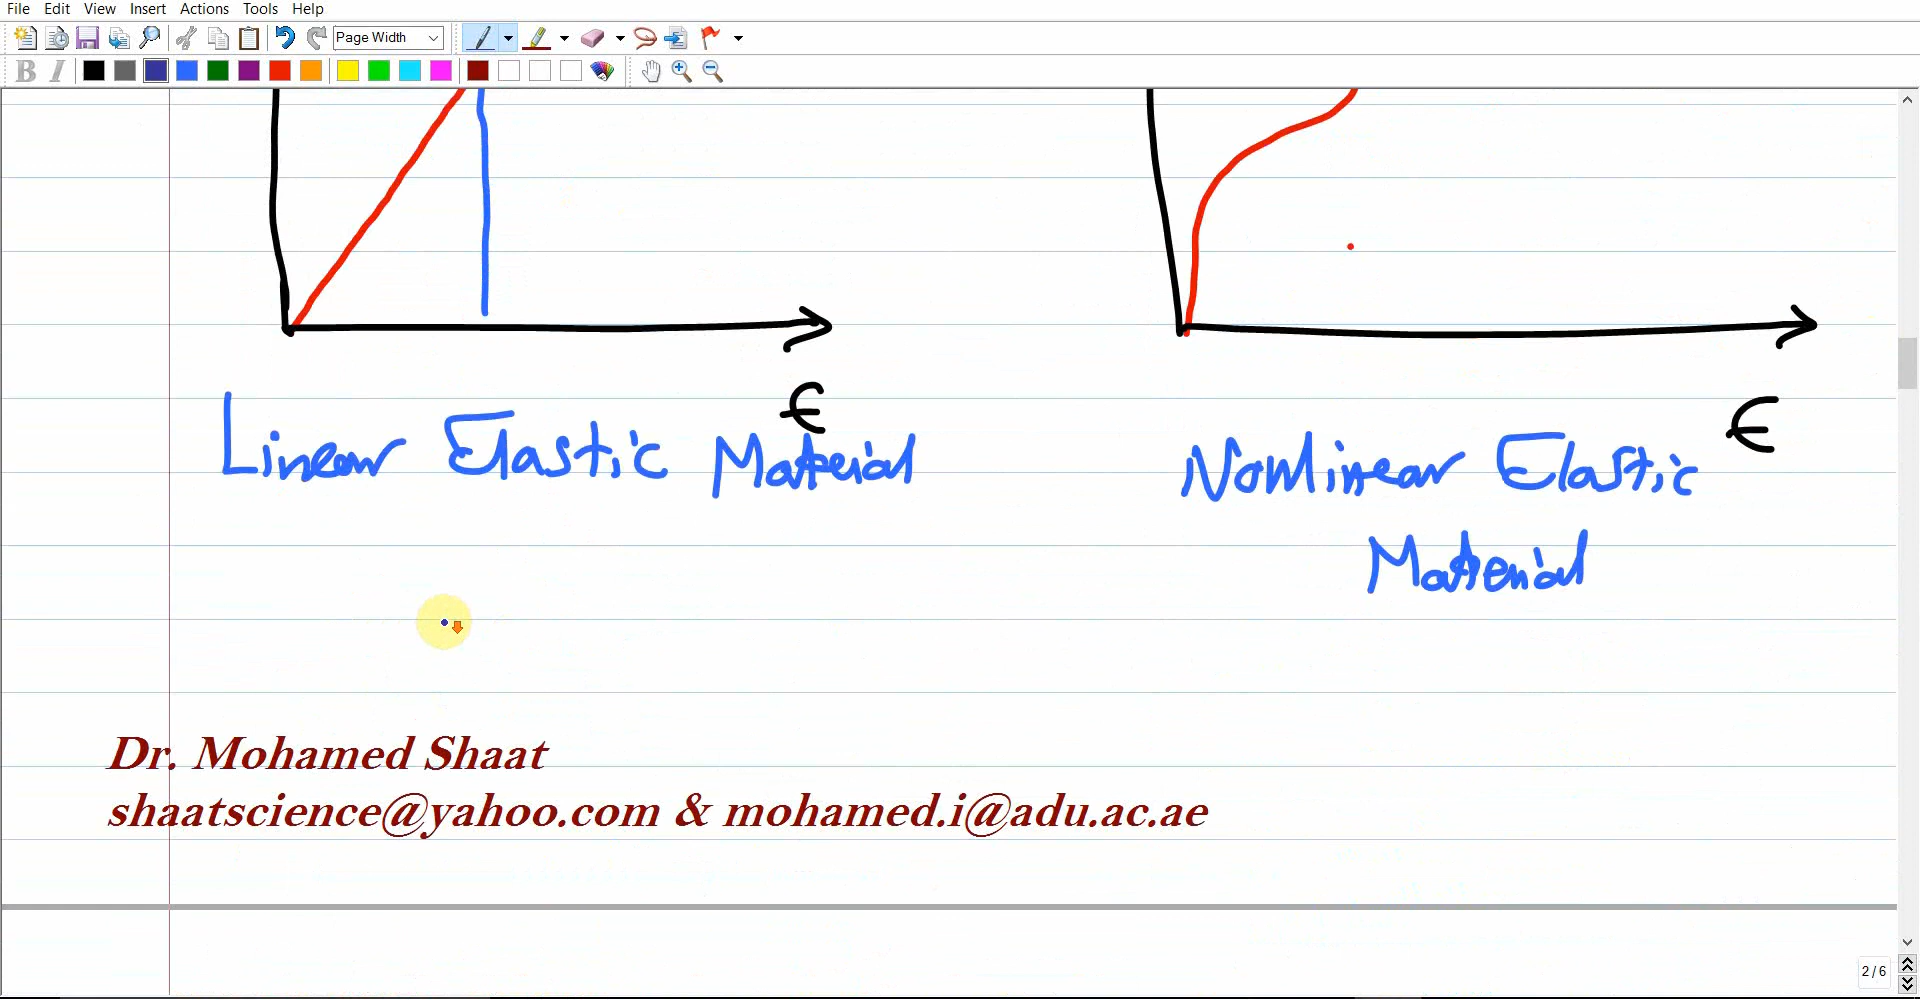 File Edit View Insert Actions Tools Help
Page Width
B I
ϵ
Linear Elastic Material
ϵ
Nonlinear Elastic
Material
Dr. Mohamed Shaat
shaatscience@yahoo.com & mohamed.i@adu.ac.ae
2 / 6